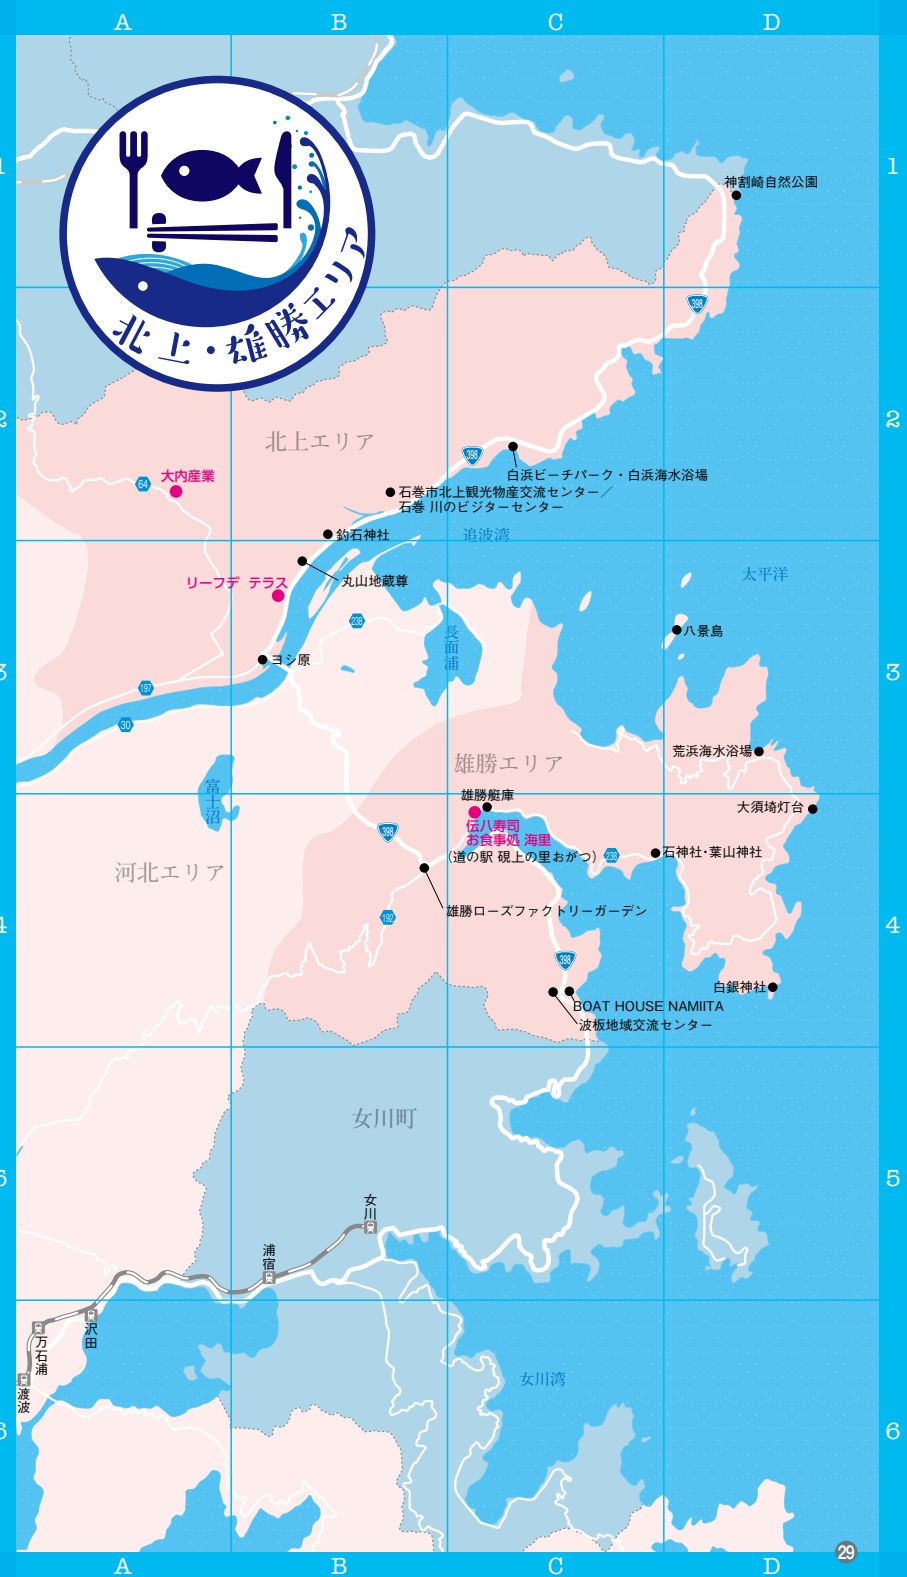 A
B
C
D
1
1
神割崎自然公園
398
北上・雄勝エリア
2
2
北上エリア
398
白浜ビーチパーク・白浜海水浴場
64
大内産業
石巻市北上観光物産交流センター／
石巻 川のビジターセンター
釣石神社
追波湾
丸山地蔵尊
太平洋
リーフデ テラス
238
八景島
長面浦
ヨシ原
3
197
30
荒浜海水浴場
雄勝エリア
富士沼
雄勝艇庫
大須埼灯台
伝八寿司
お食事処 海里
(道の駅 硯上の里おがつ)
398
238
石神社・葉山神社
河北エリア
雄勝ローズファクトリーガーデン
192
4
4
398
白銀神社
BOAT HOUSE NAMIITA
波板地域交流センター
女川町
5
5
女川
浦宿
沢田
万石浦
渡波
女川湾
6
6
29
A
B
C
D